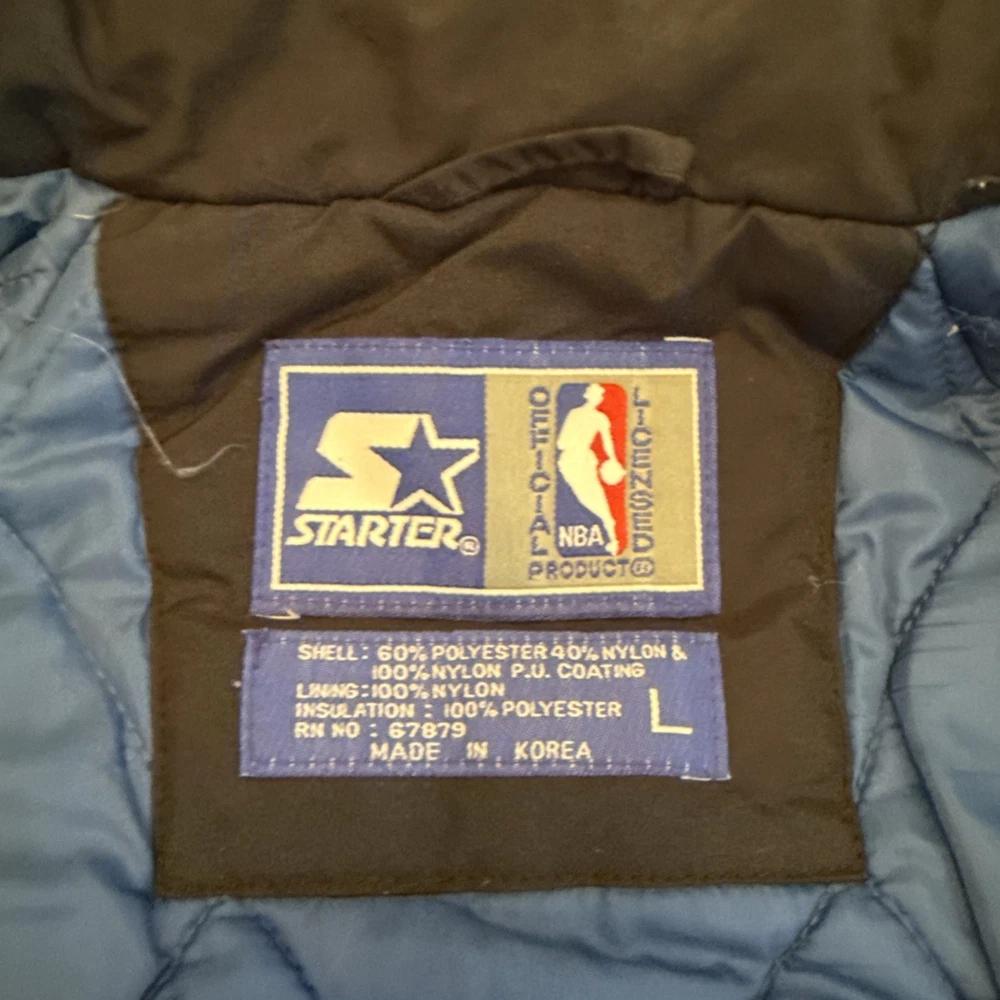 STARTER®
OFFICIAL
LICENSED
NBA
PRODUCT®
SHELL: 60% POLYESTER 40% NYLON &
100% NYLON P.U. COATING
LINING: 100% NYLON
INSULATION : 100% POLYESTER
L
RN NO : 67879
MADE IN KOREA